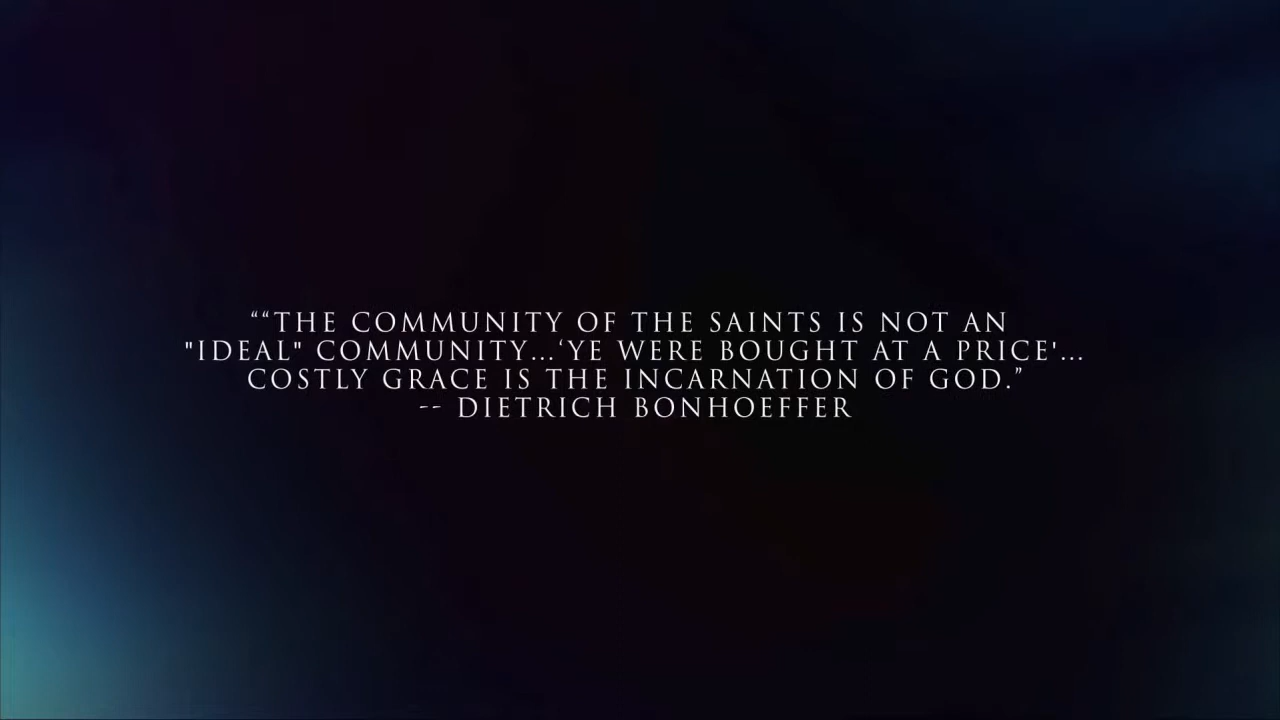 ““THE COMMUNITY OF THE SAINTS IS NOT AN
"IDEAL" COMMUNITY...‘YE WERE BOUGHT AT A PRICE'...
COSTLY GRACE IS THE INCARNATION OF GOD.”
-- DIETRICH BONHOEFFER